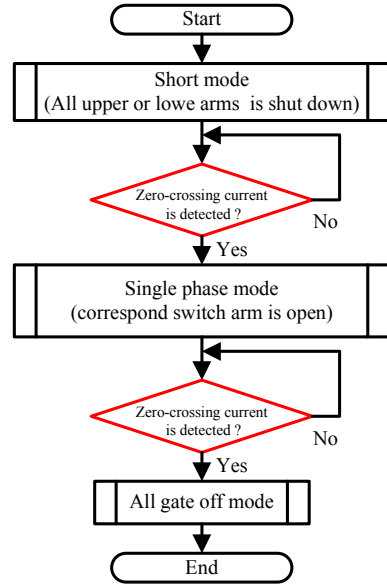 Start
Short mode
(All upper or lowe arms is shut down)
Zero-crossing current
is detected ?
No
Yes
Single phase mode
(correspond switch arm is open)
Zero-crossing current
is detected ?
No
Yes
All gate off mode
End